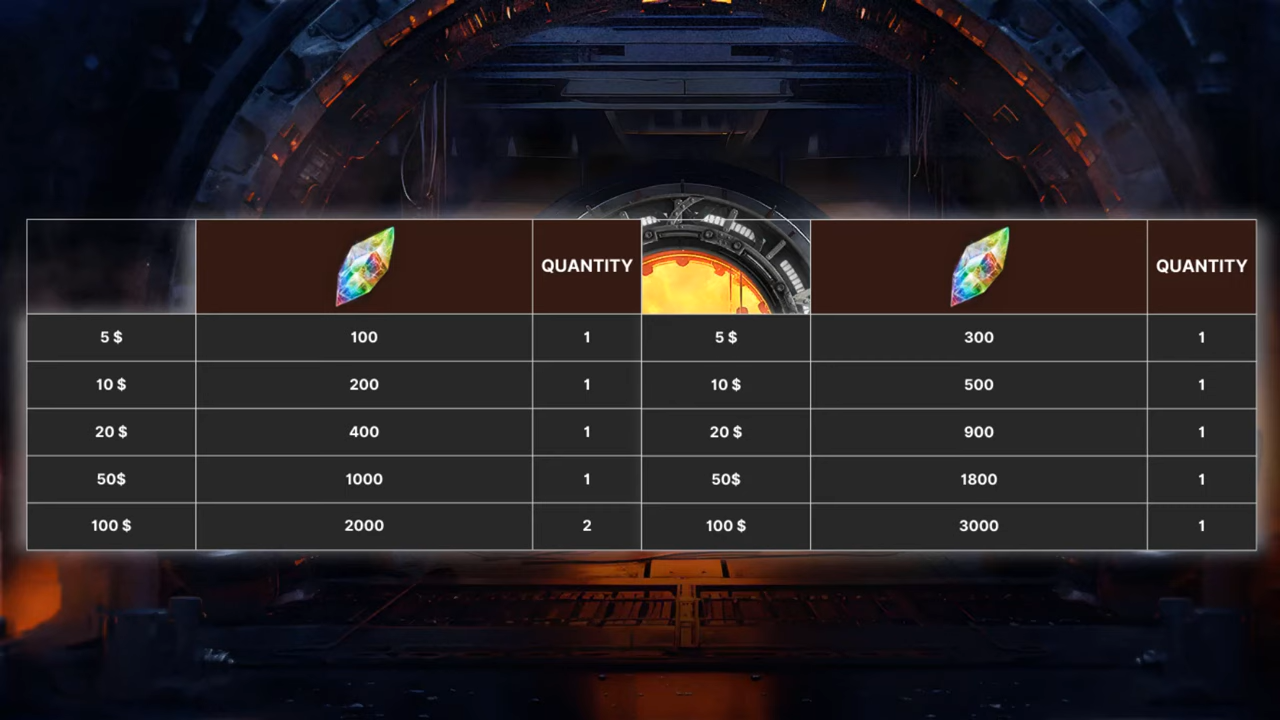 QUANTITY QUANTITY
5 $ 100 1 5 $ 300 1
10 $ 200 1 10 $ 500 1
20 $ 400 1 20 $ 900 1
50$ 1000 1 50$ 1800 1
100 $ 2000 2 100 $ 3000 1